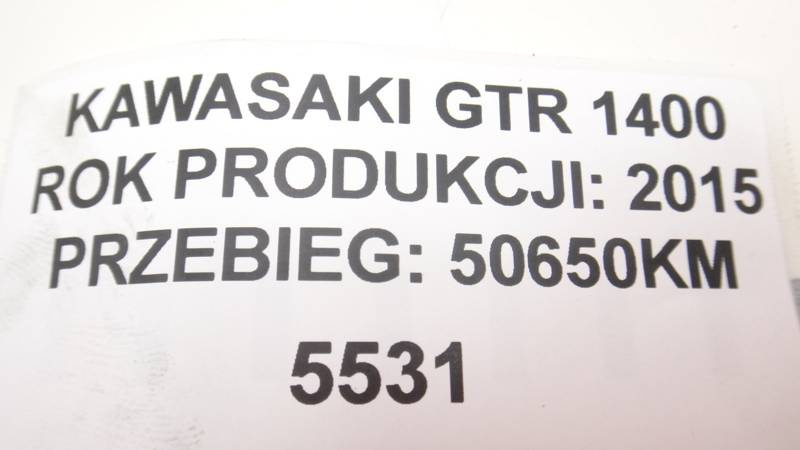 KAWASAKI GTR 1400
ROK PRODUKCJI: 2015
PRZEBIEG: 50650KM
5531